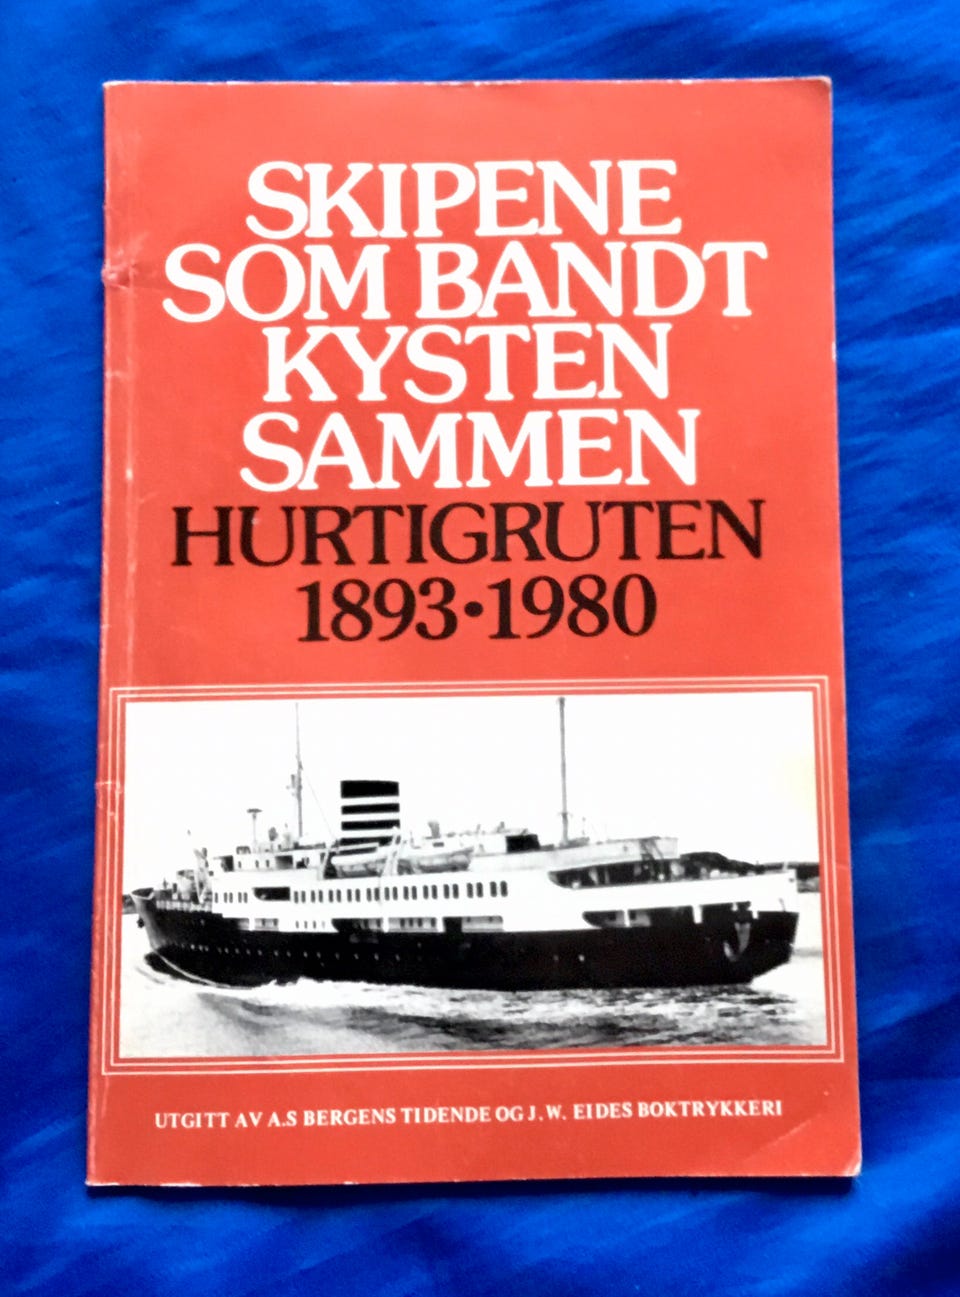 SKIPENE
SOM BANDT
KYSTEN
SAMMEN
HURTIGRUTEN
1893·1980
UTGITT AV A.S BERGENS TIDENDE OG J.W. EIDES BOKTRYKKERI